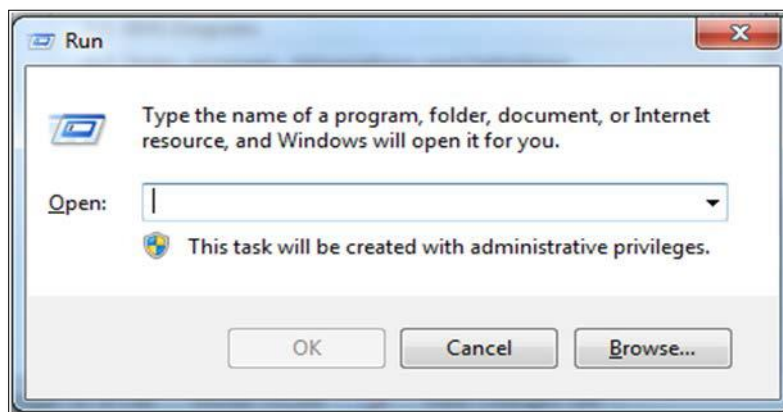 Run
Type the name of a program, folder, document, or Internet
resource, and Windows will open it for you.
Open:
This task will be created with administrative privileges.
OK
Cancel
Browse...